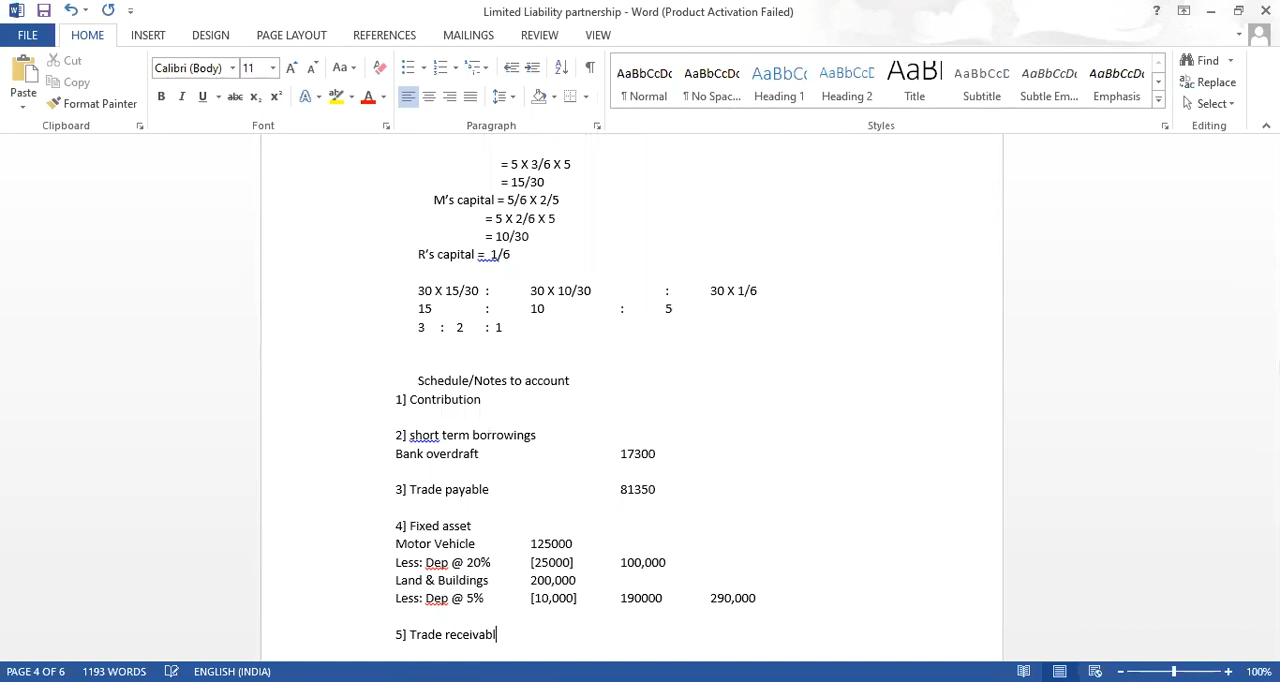 Limited Liability partnership - Word (Product Activation Failed)
FILE HOME INSERT DESIGN PAGE LAYOUT REFERENCES MAILINGS REVIEW VIEW
Paste Cut Copy Format Painter
Calibri (Body) 11
AaBbCcDc AaBbCcDc AaBbCc AaBbCcD AaBl AaBbCcD AaBbCcDc AaBbCcDc
¶ Normal ¶ No Spac... Heading 1 Heading 2 Title Subtitle Subtle Em... Emphasis
Find
Replace
Select
Clipboard Font Paragraph Styles Editing
= 5 X 3/6 X 5
= 15/30
M’s capital = 5/6 X 2/5
= 5 X 2/6 X 5
= 10/30
R’s capital = 1/6
30 X 15/30 : 30 X 10/30 : 30 X 1/6
15 : 10 : 5
3 : 2 : 1
Schedule/Notes to account
1] Contribution
2] short term borrowings
Bank overdraft 17300
3] Trade payable 81350
4] Fixed asset
Motor Vehicle 125000
Less: Dep @ 20% [25000] 100,000
Land & Buildings 200,000
Less: Dep @ 5% [10,000] 190000 290,000
5] Trade receivabl
PAGE 4 OF 6 1193 WORDS ENGLISH (INDIA) 100%